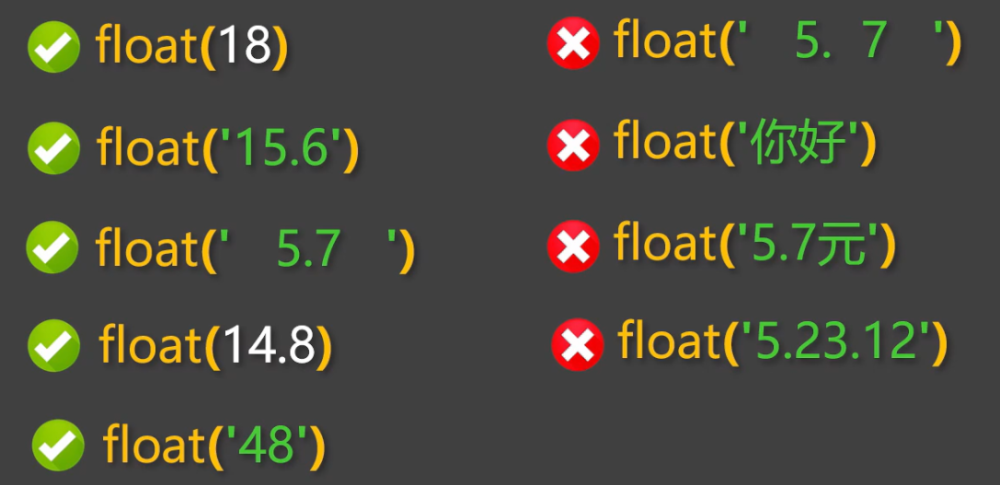 float(18)
float('15.6')
float('   5.7   ')
float(14.8)
float('48')
float('   5.  7   ')
float('你好')
float('5.7元')
float('5.23.12')